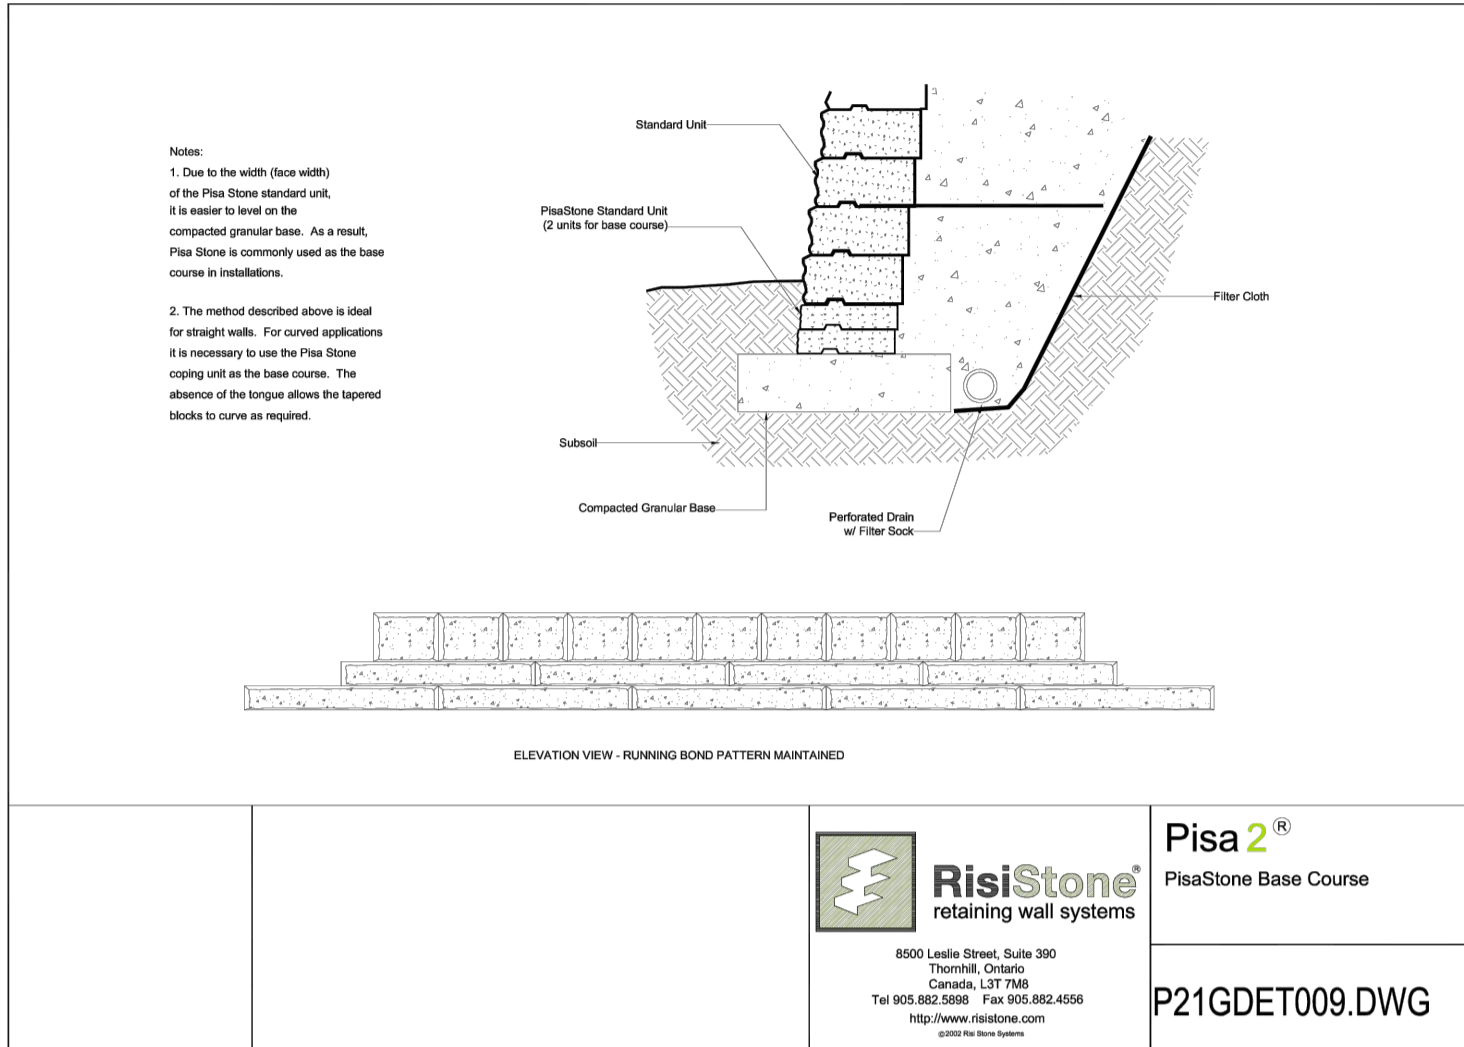 Notes:
1. Due to the width (face width)
of the Pisa Stone standard unit,
it is easier to level on the
compacted granular base. As a result,
Pisa Stone is commonly used as the base
course in installations.
2. The method described above is ideal
for straight walls. For curved applications
it is necessary to use the Pisa Stone
coping unit as the base course. The
absence of the tongue allows the tapered
blocks to curve as required.
Standard Unit
PisaStone Standard Unit
(2 units for base course)
Filter Cloth
Subsoil
Compacted Granular Base
Perforated Drain
w/ Filter Sock
ELEVATION VIEW - RUNNING BOND PATTERN MAINTAINED
RisiStone®
retaining wall systems
8500 Leslie Street, Suite 390
Thornhill, Ontario
Canada, L3T 7M8
Tel 905.882.5898 Fax 905.882.4556
http://www.risistone.com
©2002 Risi Stone Systems
Pisa 2®
PisaStone Base Course
P21GDET009.DWG